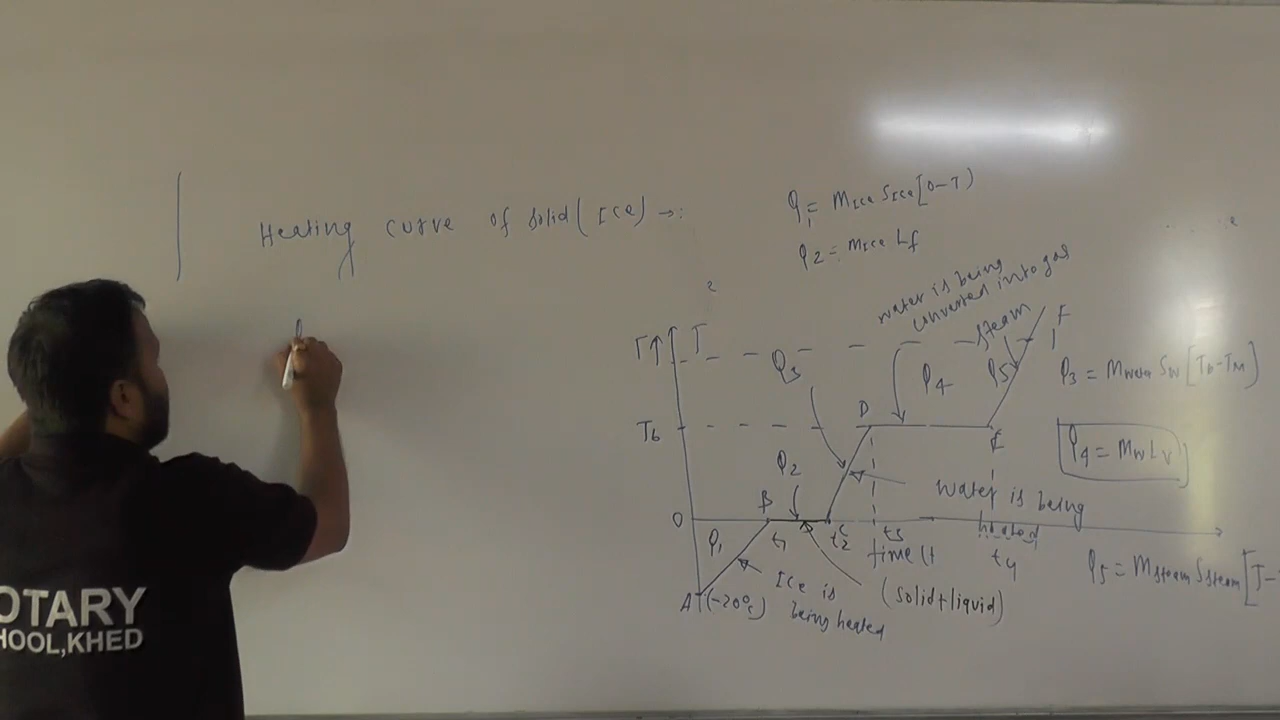 Heating curve of solid (Ice) →:
Q1 = MIce SIce [0-T)
Q2 = MIce Lf
water is being
converted into gas
steam
F
T↑
T
Q3
Q4
Q5
Q3 = Mwater Sw [Tb-TM]
D
Tb
E
Q4 = Mw Lv
Q2
B
water is being
heated
0
Q1
t1
t2
t3
time (t
t4
Q5 = Msteam Ssteam [T-
A
(-20°c)
Ice is
being heated
(solid+liquid)
OTARY
HOOL,KHED